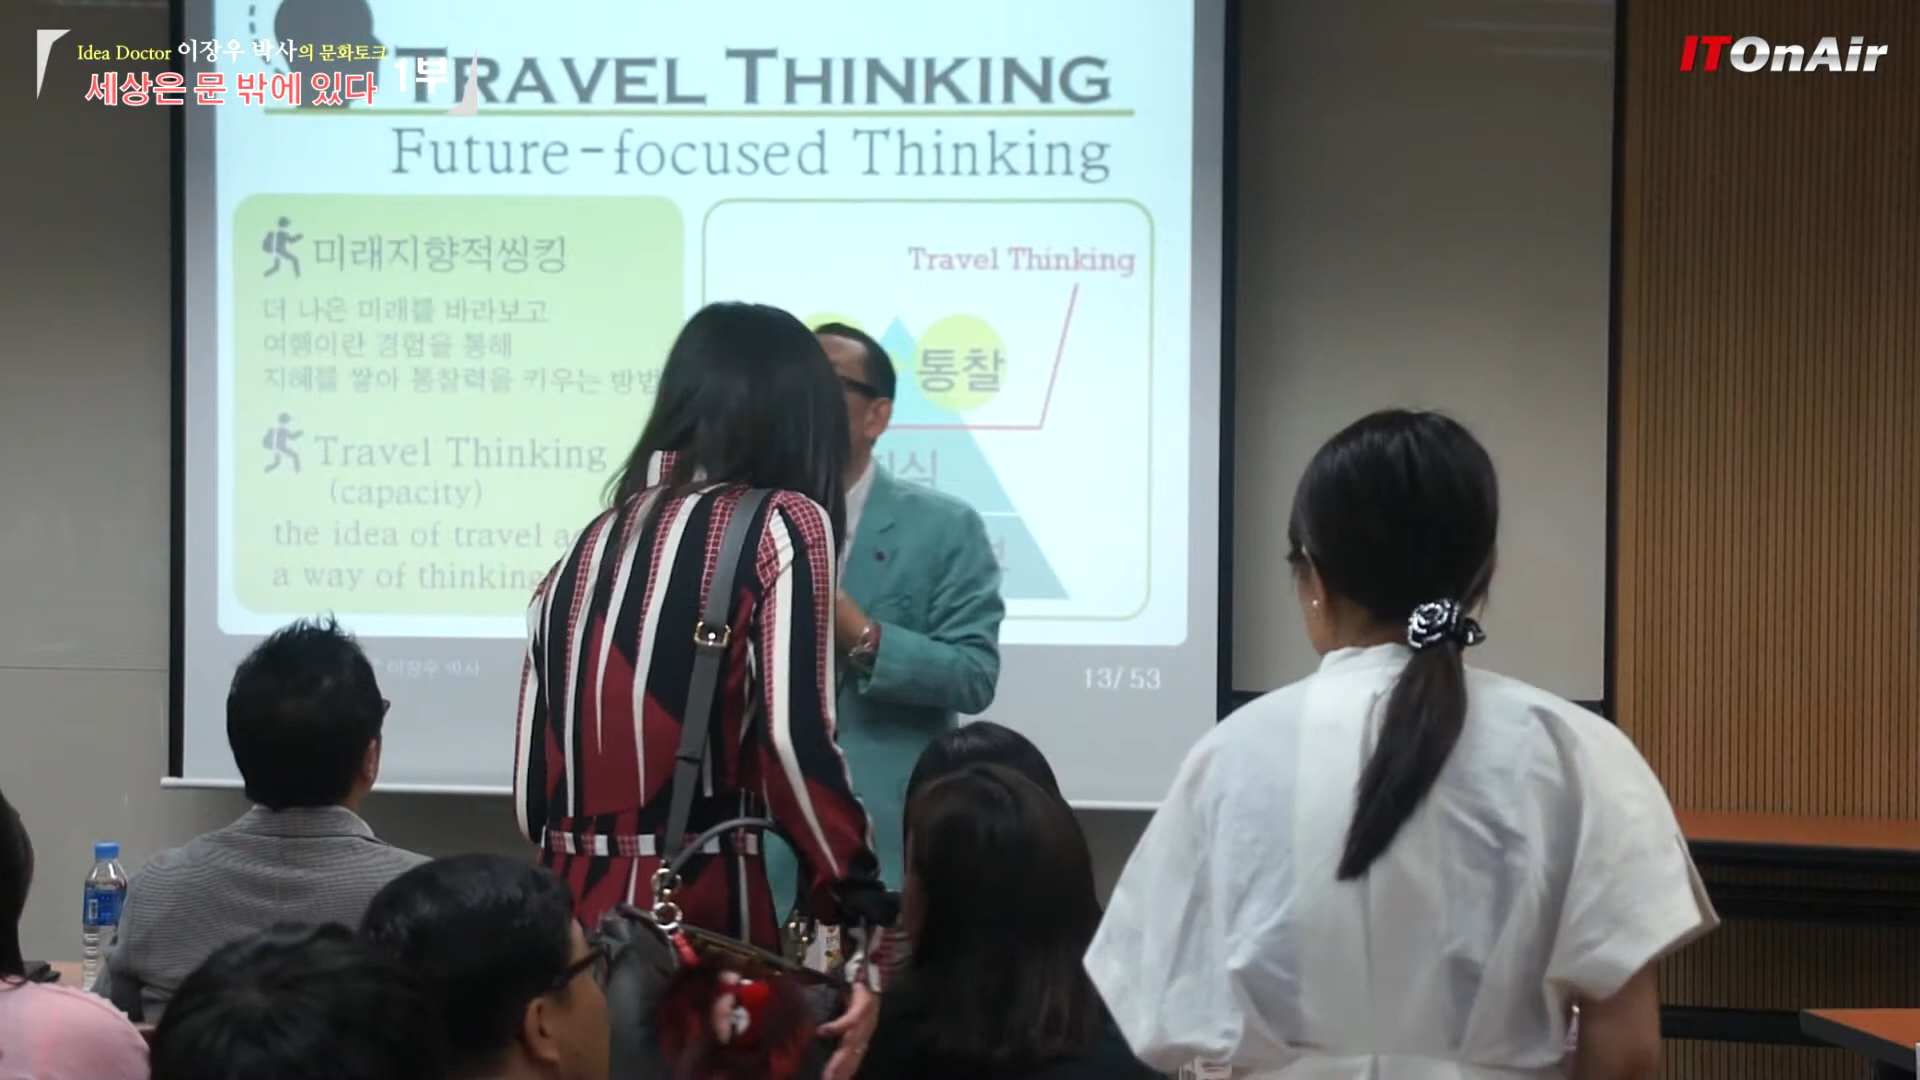 Idea Doctor 이장우 박사의 문화토크
세상은 문 밖에 있다 1부
ITOnAir
TRAVEL THINKING
Future-focused Thinking
미래지향적씽킹
더 나은 미래를 바라보고
여행이란 경험을 통해
지혜를 쌓아 통찰력을 키우는 방법
Travel Thinking
(capacity)
the idea of travel
a way of thinking
Travel Thinking
통찰
이장우 박사
13/53